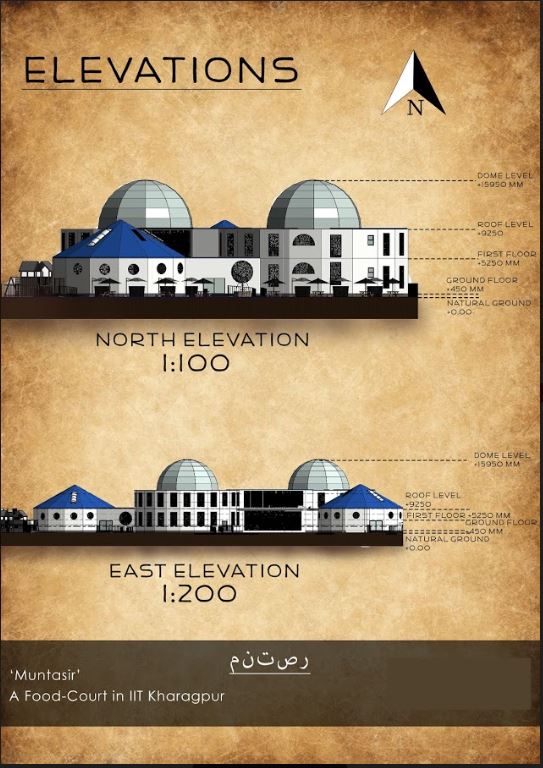 ELEVATIONS
N
DOME LEVEL
+15950 MM
ROOF LEVEL
+9250
FIRST FLOOR
+5250 MM
GROUND FLOOR
+450 MM
NATURAL GROUND
+0.00
NORTH ELEVATION
1:100
DOME LEVEL
+15950 MM
ROOF LEVEL
+9250
FIRST FLOOR +5250 MM
GROUND FLOOR
+450 MM
NATURAL GROUND
+0.00
EAST ELEVATION
1:200
رصتنم
'Muntasir'
A Food-Court in IIT Kharagpur